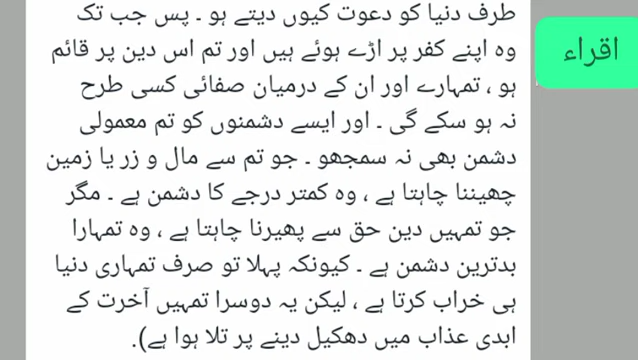 طرف دنیا کو دعوت کیوں دیتے ہو ۔ پس جب تک
وہ اپنے کفر پر اڑے ہوئے ہیں اور تم اس دین پر قائم
ہو ، تمہارے اور ان کے درمیان صفائی کسی طرح
نہ ہو سکے گی ۔ اور ایسے دشمنوں کو تم معمولی
دشمن بھی نہ سمجھو ۔ جو تم سے مال و زر یا زمین
چھیننا چاہتا ہے ، وہ کمتر درجے کا دشمن ہے ۔ مگر
جو تمہیں دین حق سے پھیرنا چاہتا ہے ، وہ تمہارا
بدترین دشمن ہے ۔ کیونکہ پہلا تو صرف تمہاری دنیا
ہی خراب کرتا ہے ، لیکن یہ دوسرا تمہیں آخرت کے
ابدی عذاب میں دھکیل دینے پر تلا ہوا ہے).
اقراء